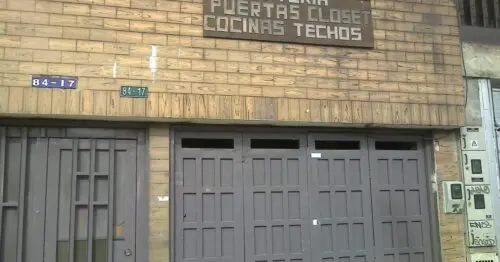 PUERTAS CLOSET
COCINAS TECHOS
84-17
84-17